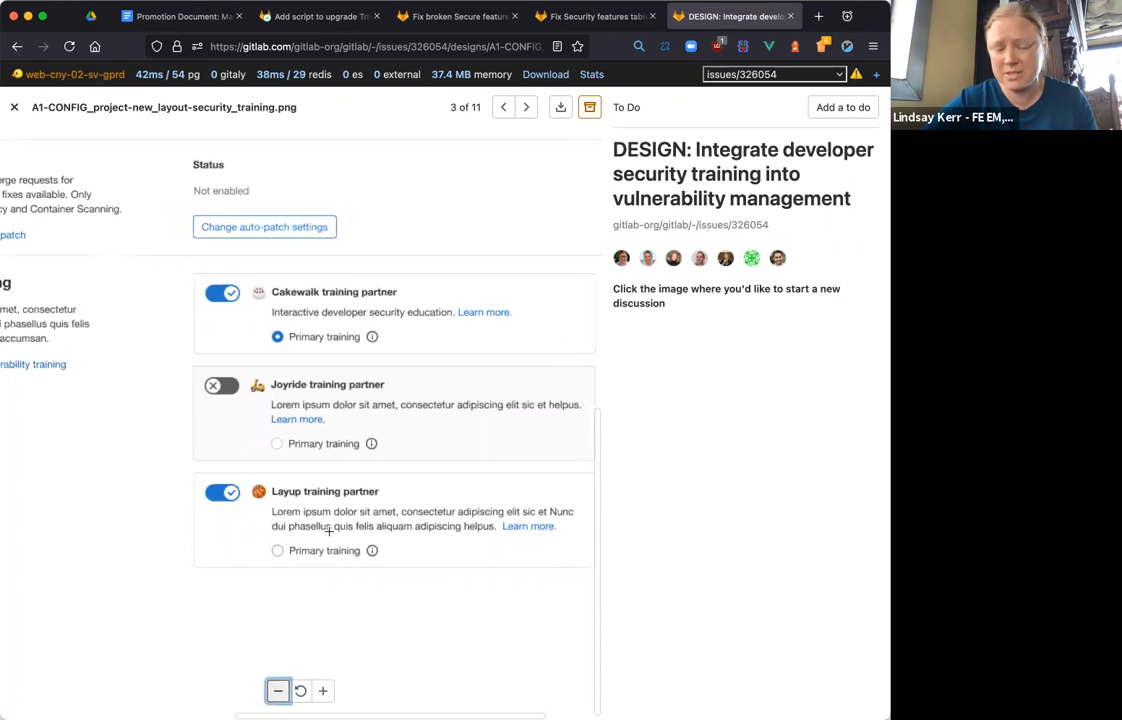 Promotion Document: Ma
Add script to upgrade Tri
Fix broken Secure feature
Fix Security features tabl
DESIGN: Integrate develo
https://gitlab.com/gitlab-org/gitlab/-/issues/326054/designs/A1-CONFIG_
web-cny-02-sv-gprd 42ms / 54 pg 0 gitaly 38ms / 29 redis 0 es 0 external 37.4 MB memory Download Stats issues/326054
A1-CONFIG_project-new_layout-security_training.png 3 of 11 To Do Add a to do
Status
erge requests for
fixes available. Only
cy and Container Scanning.
patch
Not enabled
Change auto-patch settings
ng
met, consectetur
phasellus quis felis
accumsan.
rability training
Cakewalk training partner
Interactive developer security education. Learn more.
Primary training
Joyride training partner
Lorem ipsum dolor sit amet, consectetur adipiscing elit sic et helpus.
Learn more.
Primary training
Layup training partner
Lorem ipsum dolor sit amet, consectetur adipiscing elit sic et Nunc
dui phasellus quis felis aliquam adipiscing helpus. Learn more.
Primary training
DESIGN: Integrate developer
security training into
vulnerability management
gitlab-org/gitlab/-/issues/326054
Click the image where you'd like to start a new
discussion
Lindsay Kerr - FE EM,...